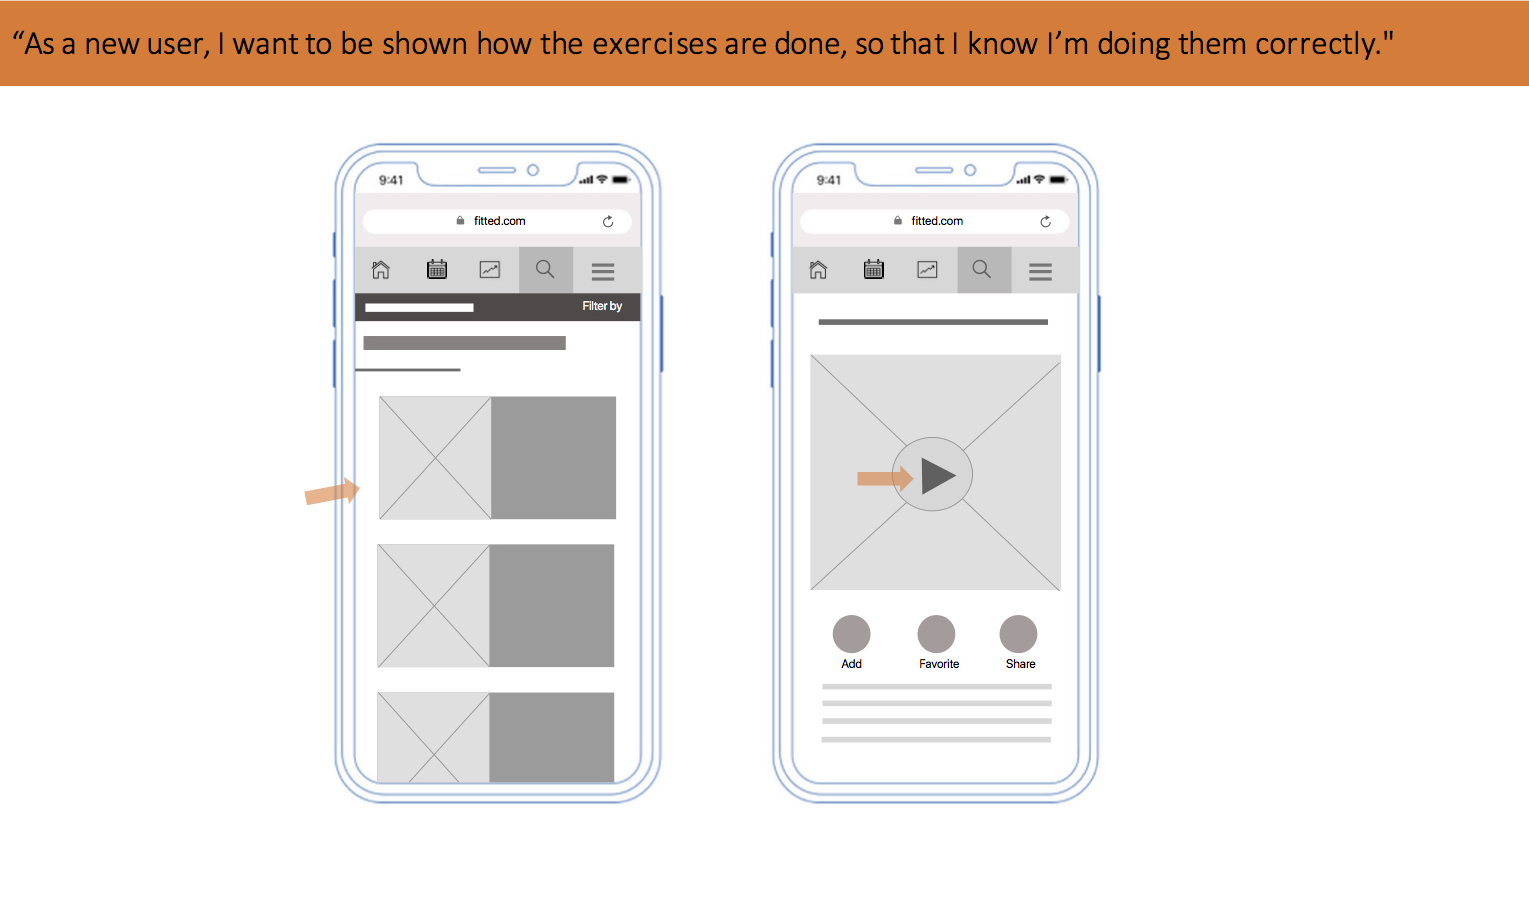 “As a new user, I want to be shown how the exercises are done, so that I know I’m doing them correctly."
9:41
fitted.com
Filter by
9:41
fitted.com
Add Favorite Share